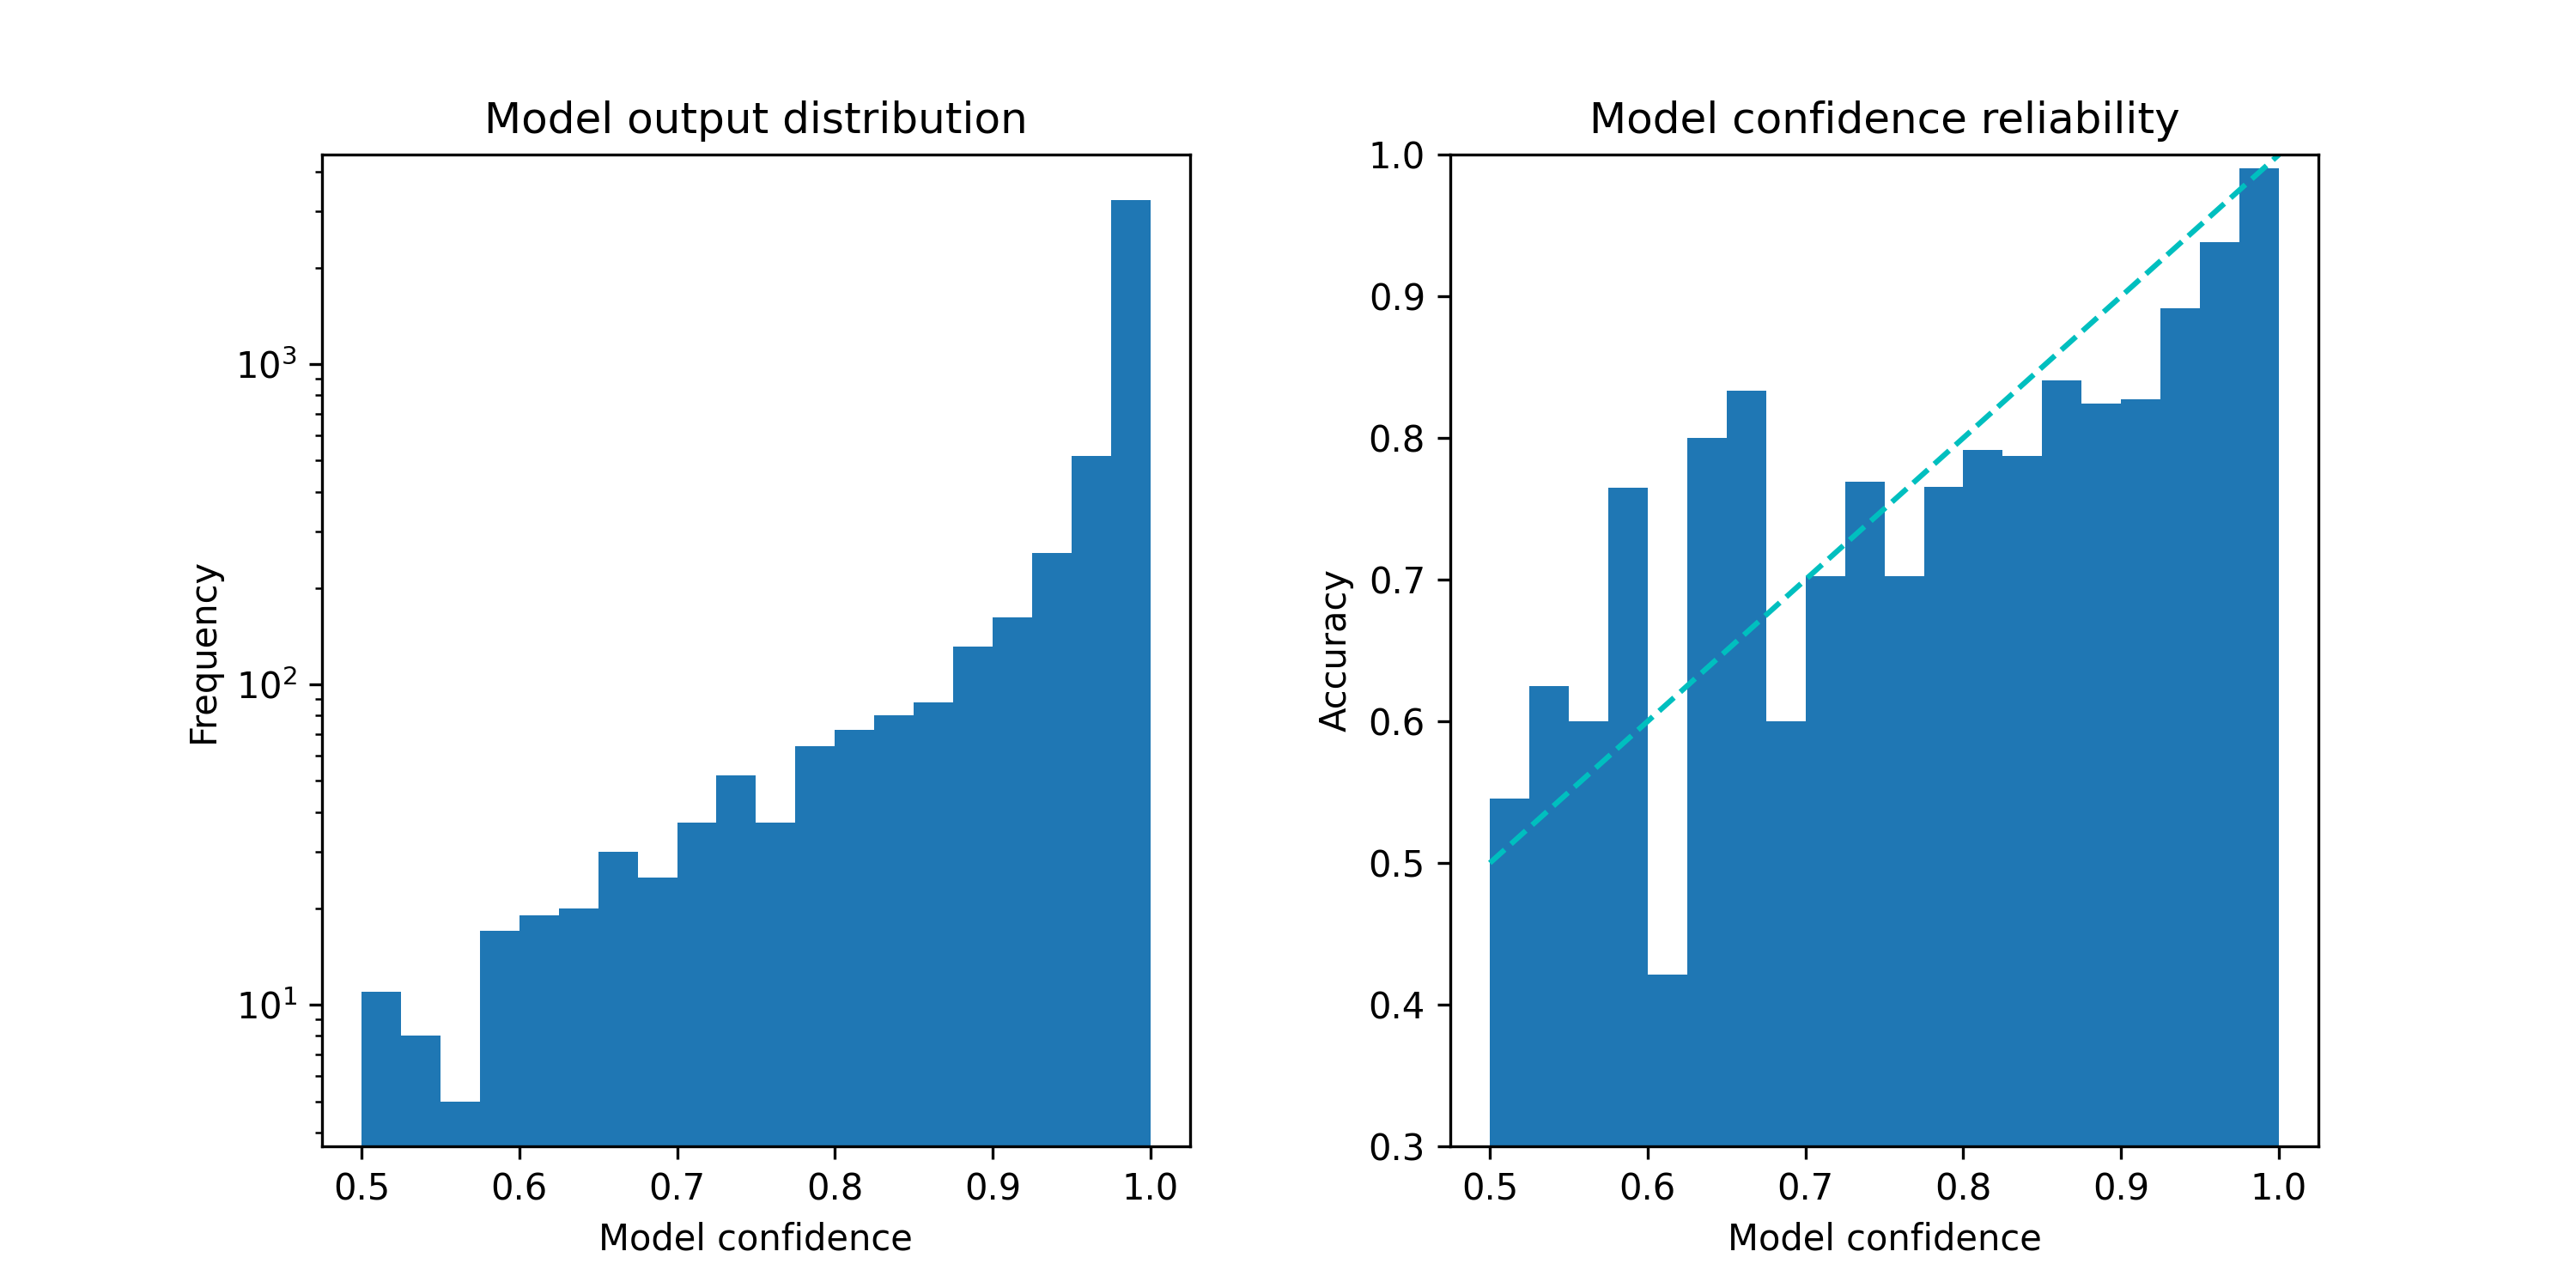 Model output distribution
Frequency
10³
10²
10¹
0.5 0.6 0.7 0.8 0.9 1.0
Model confidence
Model confidence reliability
Accuracy
1.0
0.9
0.8
0.7
0.6
0.5
0.4
0.3
0.5 0.6 0.7 0.8 0.9 1.0
Model confidence